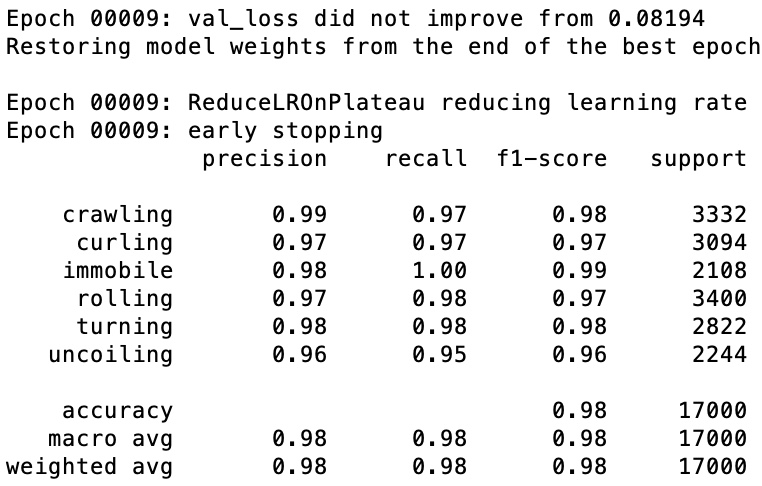 Epoch 00009: val_loss did not improve from 0.08194
Restoring model weights from the end of the best epoch
Epoch 00009: ReduceLROnPlateau reducing learning rate
Epoch 00009: early stopping
precision recall f1-score support
crawling 0.99 0.97 0.98 3332
curling 0.97 0.97 0.97 3094
immobile 0.98 1.00 0.99 2108
rolling 0.97 0.98 0.97 3400
turning 0.98 0.98 0.98 2822
uncoiling 0.96 0.95 0.96 2244
accuracy 0.98 17000
macro avg 0.98 0.98 0.98 17000
weighted avg 0.98 0.98 0.98 17000